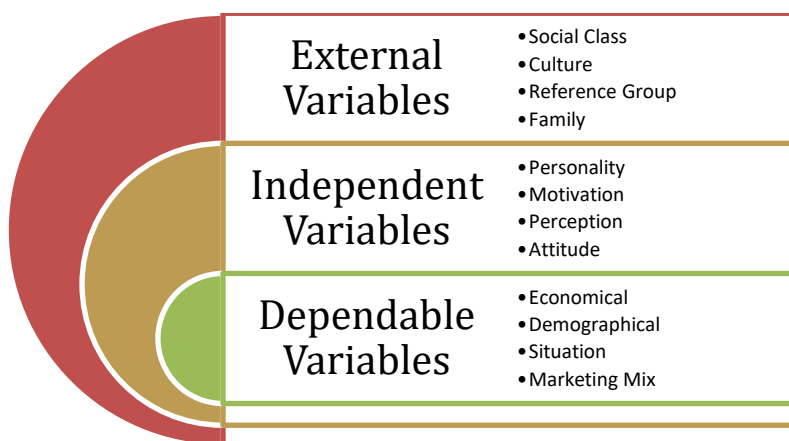 External
Variables
•Social Class
•Culture
•Reference Group
•Family
Independent
Variables
•Personality
•Motivation
•Perception
•Attitude
Dependable
Variables
•Economical
•Demographical
•Situation
•Marketing Mix